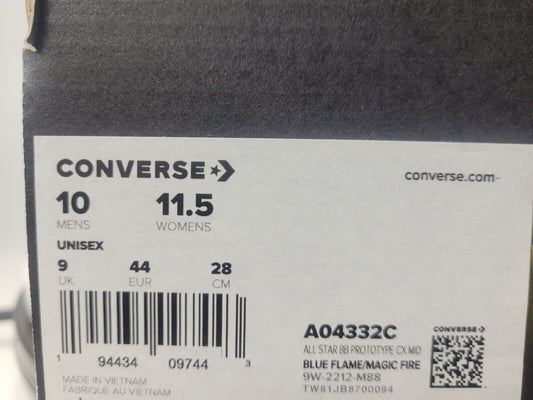 CONVERSE
converse.com-
10 11.5
MENS WOMENS
UNISEX
9 44 28
UK EUR CM
1 94434 09744 3
MADE IN VIETNAM
FABRIQUÉ AU VIETNAM
A04332C
ALL STAR BB PROTOTYPE CX MID
BLUE FLAME/MAGIC FIRE
9W-2212-M88
TW81JB8700094
CONVERSE